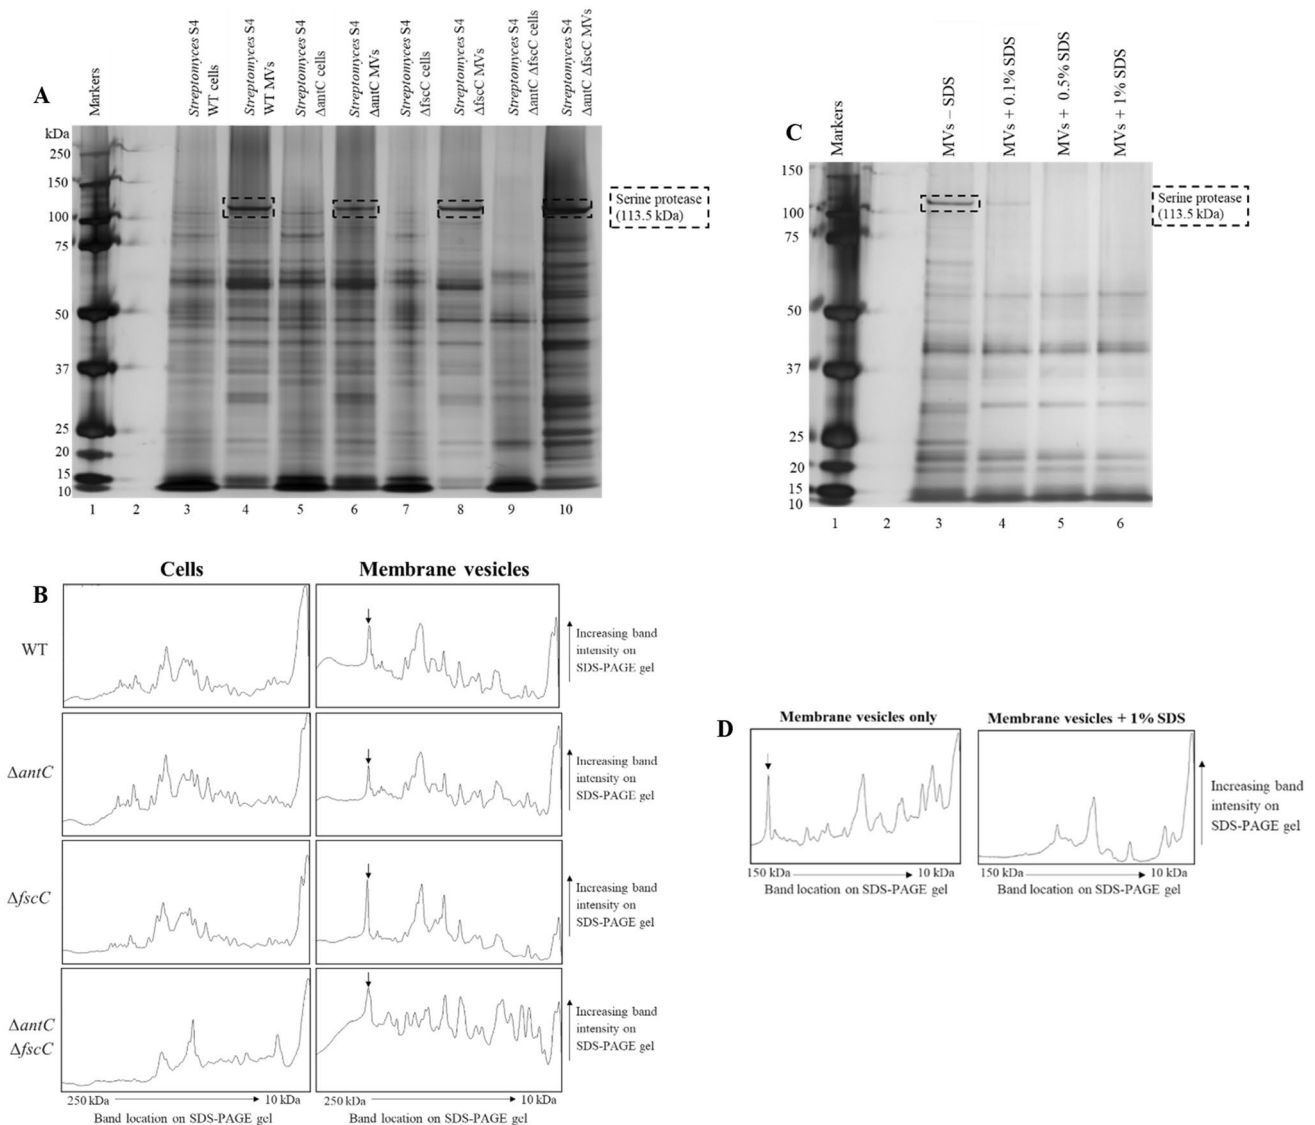 A
Markers
Streptomyces S4
WT cells
Streptomyces S4
WT MVs
Streptomyces S4
ΔantC cells
Streptomyces S4
ΔantC MVs
Streptomyces S4
ΔfscC cells
Streptomyces S4
ΔfscC MVs
Streptomyces S4
ΔantC ΔfscC cells
Streptomyces S4
ΔantC ΔfscC MVs
kDa
250
150
100
75
50
37
25
20
15
10
1 2 3 4 5 6 7 8 9 10
Serine protease
(113.5 kDa)
C
Markers
MVs – SDS
MVs + 0.1% SDS
MVs + 0.5% SDS
MVs + 1% SDS
150
100
75
50
37
25
20
15
10
1 2 3 4 5 6
Serine protease
(113.5 kDa)
B
Cells
Membrane vesicles
WT
Increasing band
intensity on
SDS-PAGE gel
ΔantC
Increasing band
intensity on
SDS-PAGE gel
ΔfscC
Increasing band
intensity on
SDS-PAGE gel
ΔantC
ΔfscC
Increasing band
intensity on
SDS-PAGE gel
250 kDa 10 kDa
Band location on SDS-PAGE gel
250 kDa 10 kDa
Band location on SDS-PAGE gel
D
Membrane vesicles only
Membrane vesicles + 1% SDS
Increasing band
intensity on
SDS-PAGE gel
150 kDa 10 kDa
Band location on SDS-PAGE gel
150 kDa 10 kDa
Band location on SDS-PAGE gel